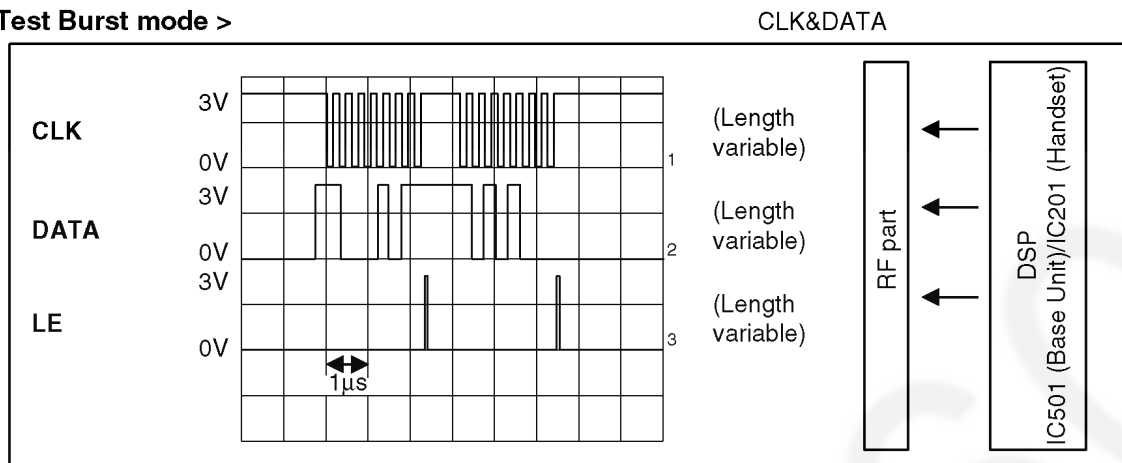 Test Burst mode >
CLK&DATA
CLK
3V
0V
1
(Length
variable)
DATA
3V
0V
2
(Length
variable)
LE
3V
0V
3
(Length
variable)
1µs
RF part
DSP
IC501 (Base Unit)/IC201 (Handset)